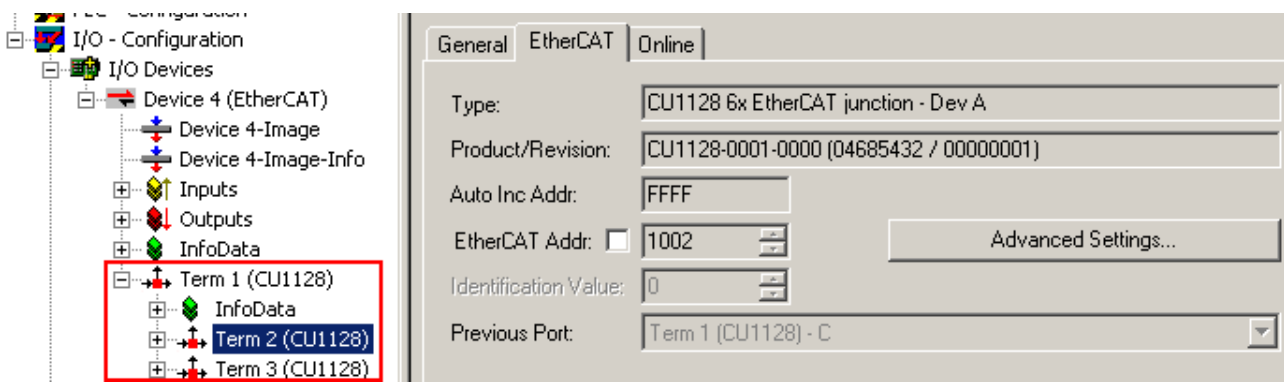 I/O - Configuration
I/O Devices
Device 4 (EtherCAT)
Device 4-Image
Device 4-Image-Info
Inputs
Outputs
InfoData
Term 1 (CU1128)
InfoData
Term 2 (CU1128)
Term 3 (CU1128)
General EtherCAT Online
Type: CU1128 6x EtherCAT junction - Dev A
Product/Revision: CU1128-0001-0000 (04685432 / 00000001)
Auto Inc Addr: FFFF
EtherCAT Addr: 1002 Advanced Settings...
Identification Value: 0
Previous Port: Term 1 (CU1128) - C